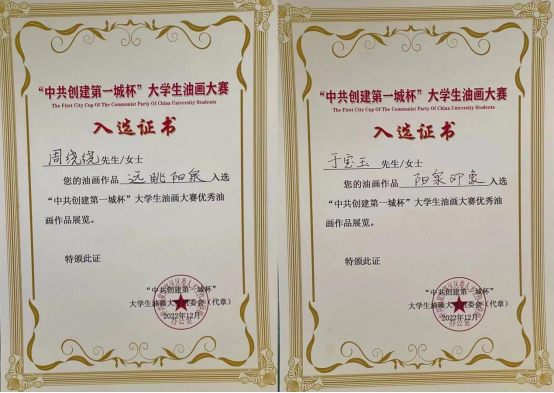 “中共创建第一城杯”大学生油画大赛
The First City Cup Of The Communist Party Of China University Students
入选证书
周绕绕 先生/女士
您的油画作品 远眺阳泉 入选
“中共创建第一城杯”大学生油画大赛优秀油
画作品展览。
特颁此证
“中共创建第一城杯”
大学生油画大赛组委会（代章）
2022年12月
办公室
“中共创建第一城杯”大学生油画大赛
The First City Cup Of The Communist Party Of China University Students
入选证书
于宝玉 先生/女士
您的油画作品 阳泉印象 入选
“中共创建第一城杯”大学生油画大赛优秀油
画作品展览。
特颁此证
“中共创建第一城杯”
大学生油画大赛组委会（代章）
2022年12月
办公室